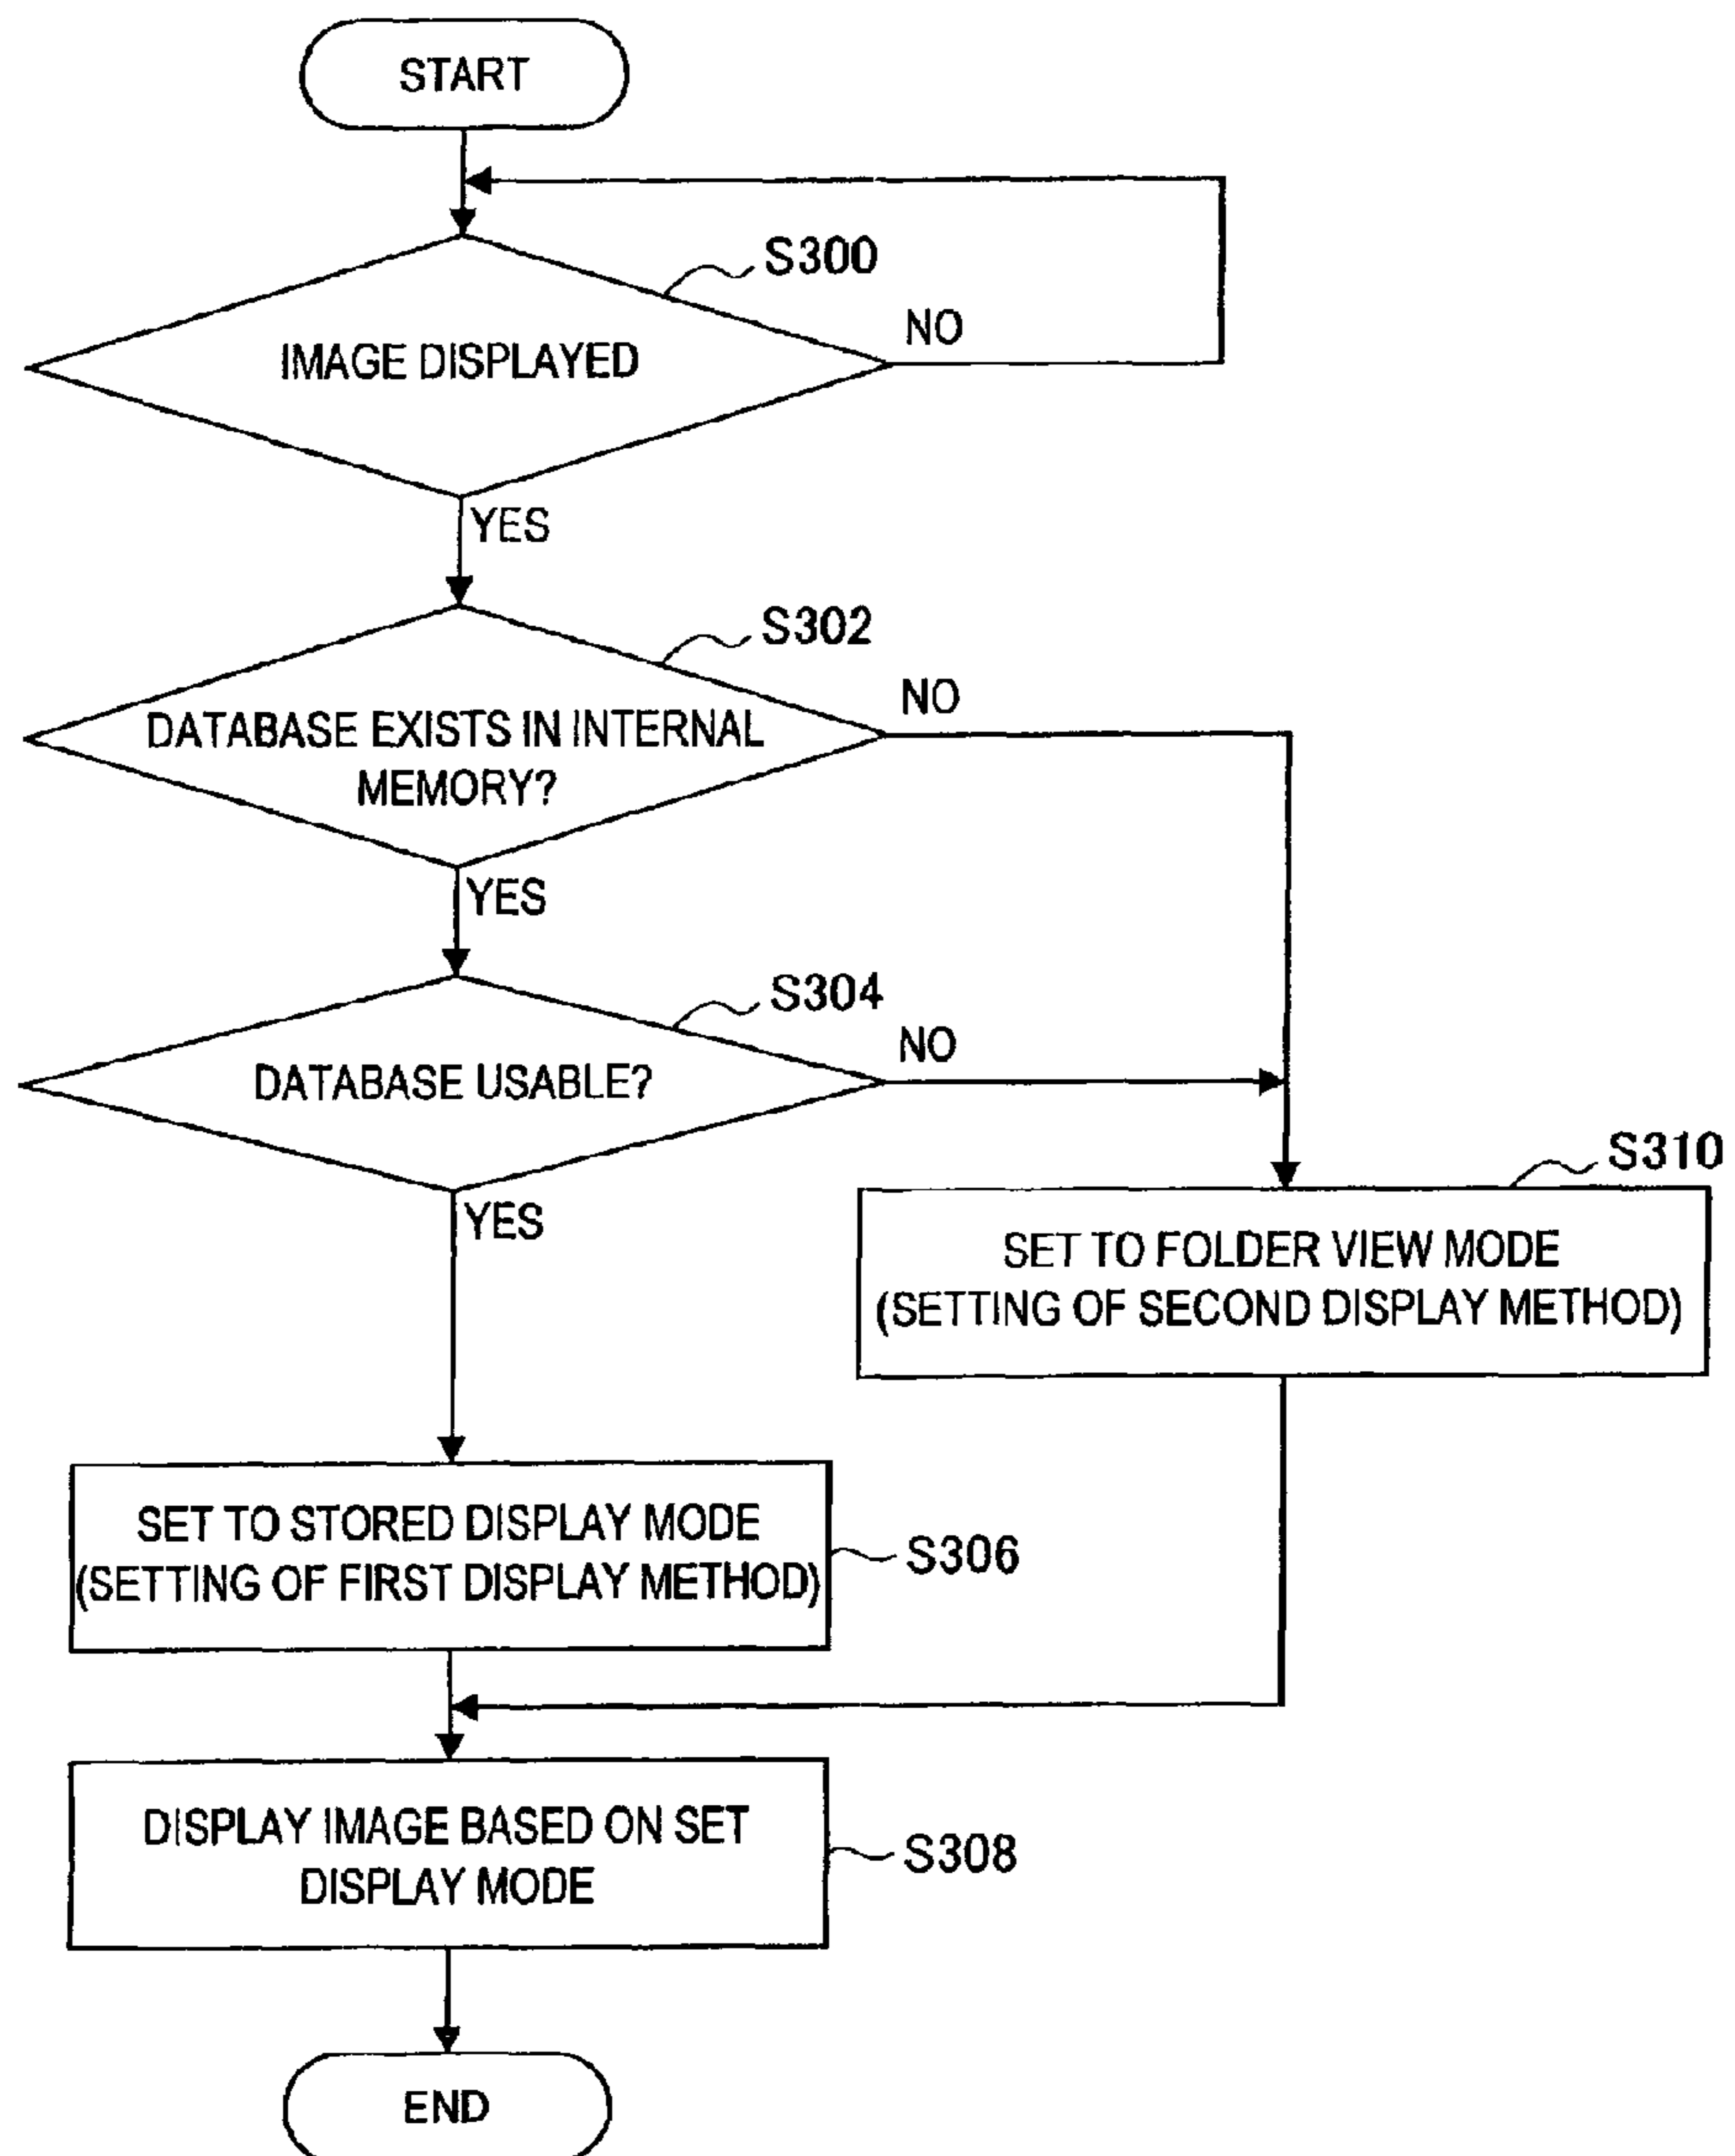 START
S300
IMAGE DISPLAYED
NO
YES
S302
DATABASE EXISTS IN INTERNAL
MEMORY?
NO
YES
S304
DATABASE USABLE?
NO
YES
S310
SET TO FOLDER VIEW MODE
(SETTING OF SECOND DISPLAY METHOD)
SET TO STORED DISPLAY MODE
(SETTING OF FIRST DISPLAY METHOD)
S306
DISPLAY IMAGE BASED ON SET
DISPLAY MODE
S308
END